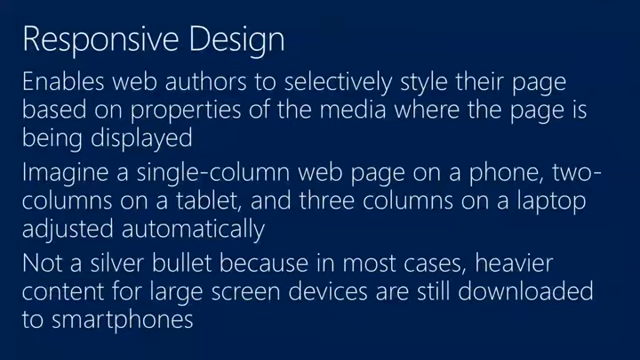 Responsive Design
Enables web authors to selectively style their page
based on properties of the media where the page is
being displayed
Imagine a single-column web page on a phone, two-
columns on a tablet, and three columns on a laptop
adjusted automatically
Not a silver bullet because in most cases, heavier
content for large screen devices are still downloaded
to smartphones